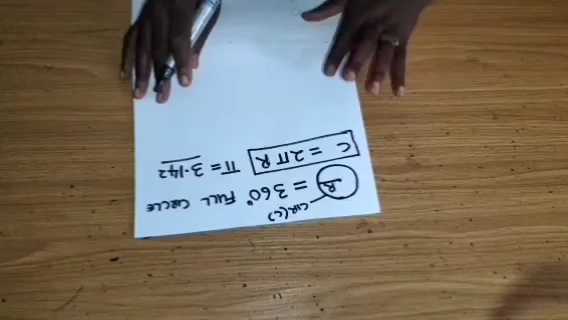 CIR(C)
R = 360° FULL CIRCLE
C = 2πR π = 3.142